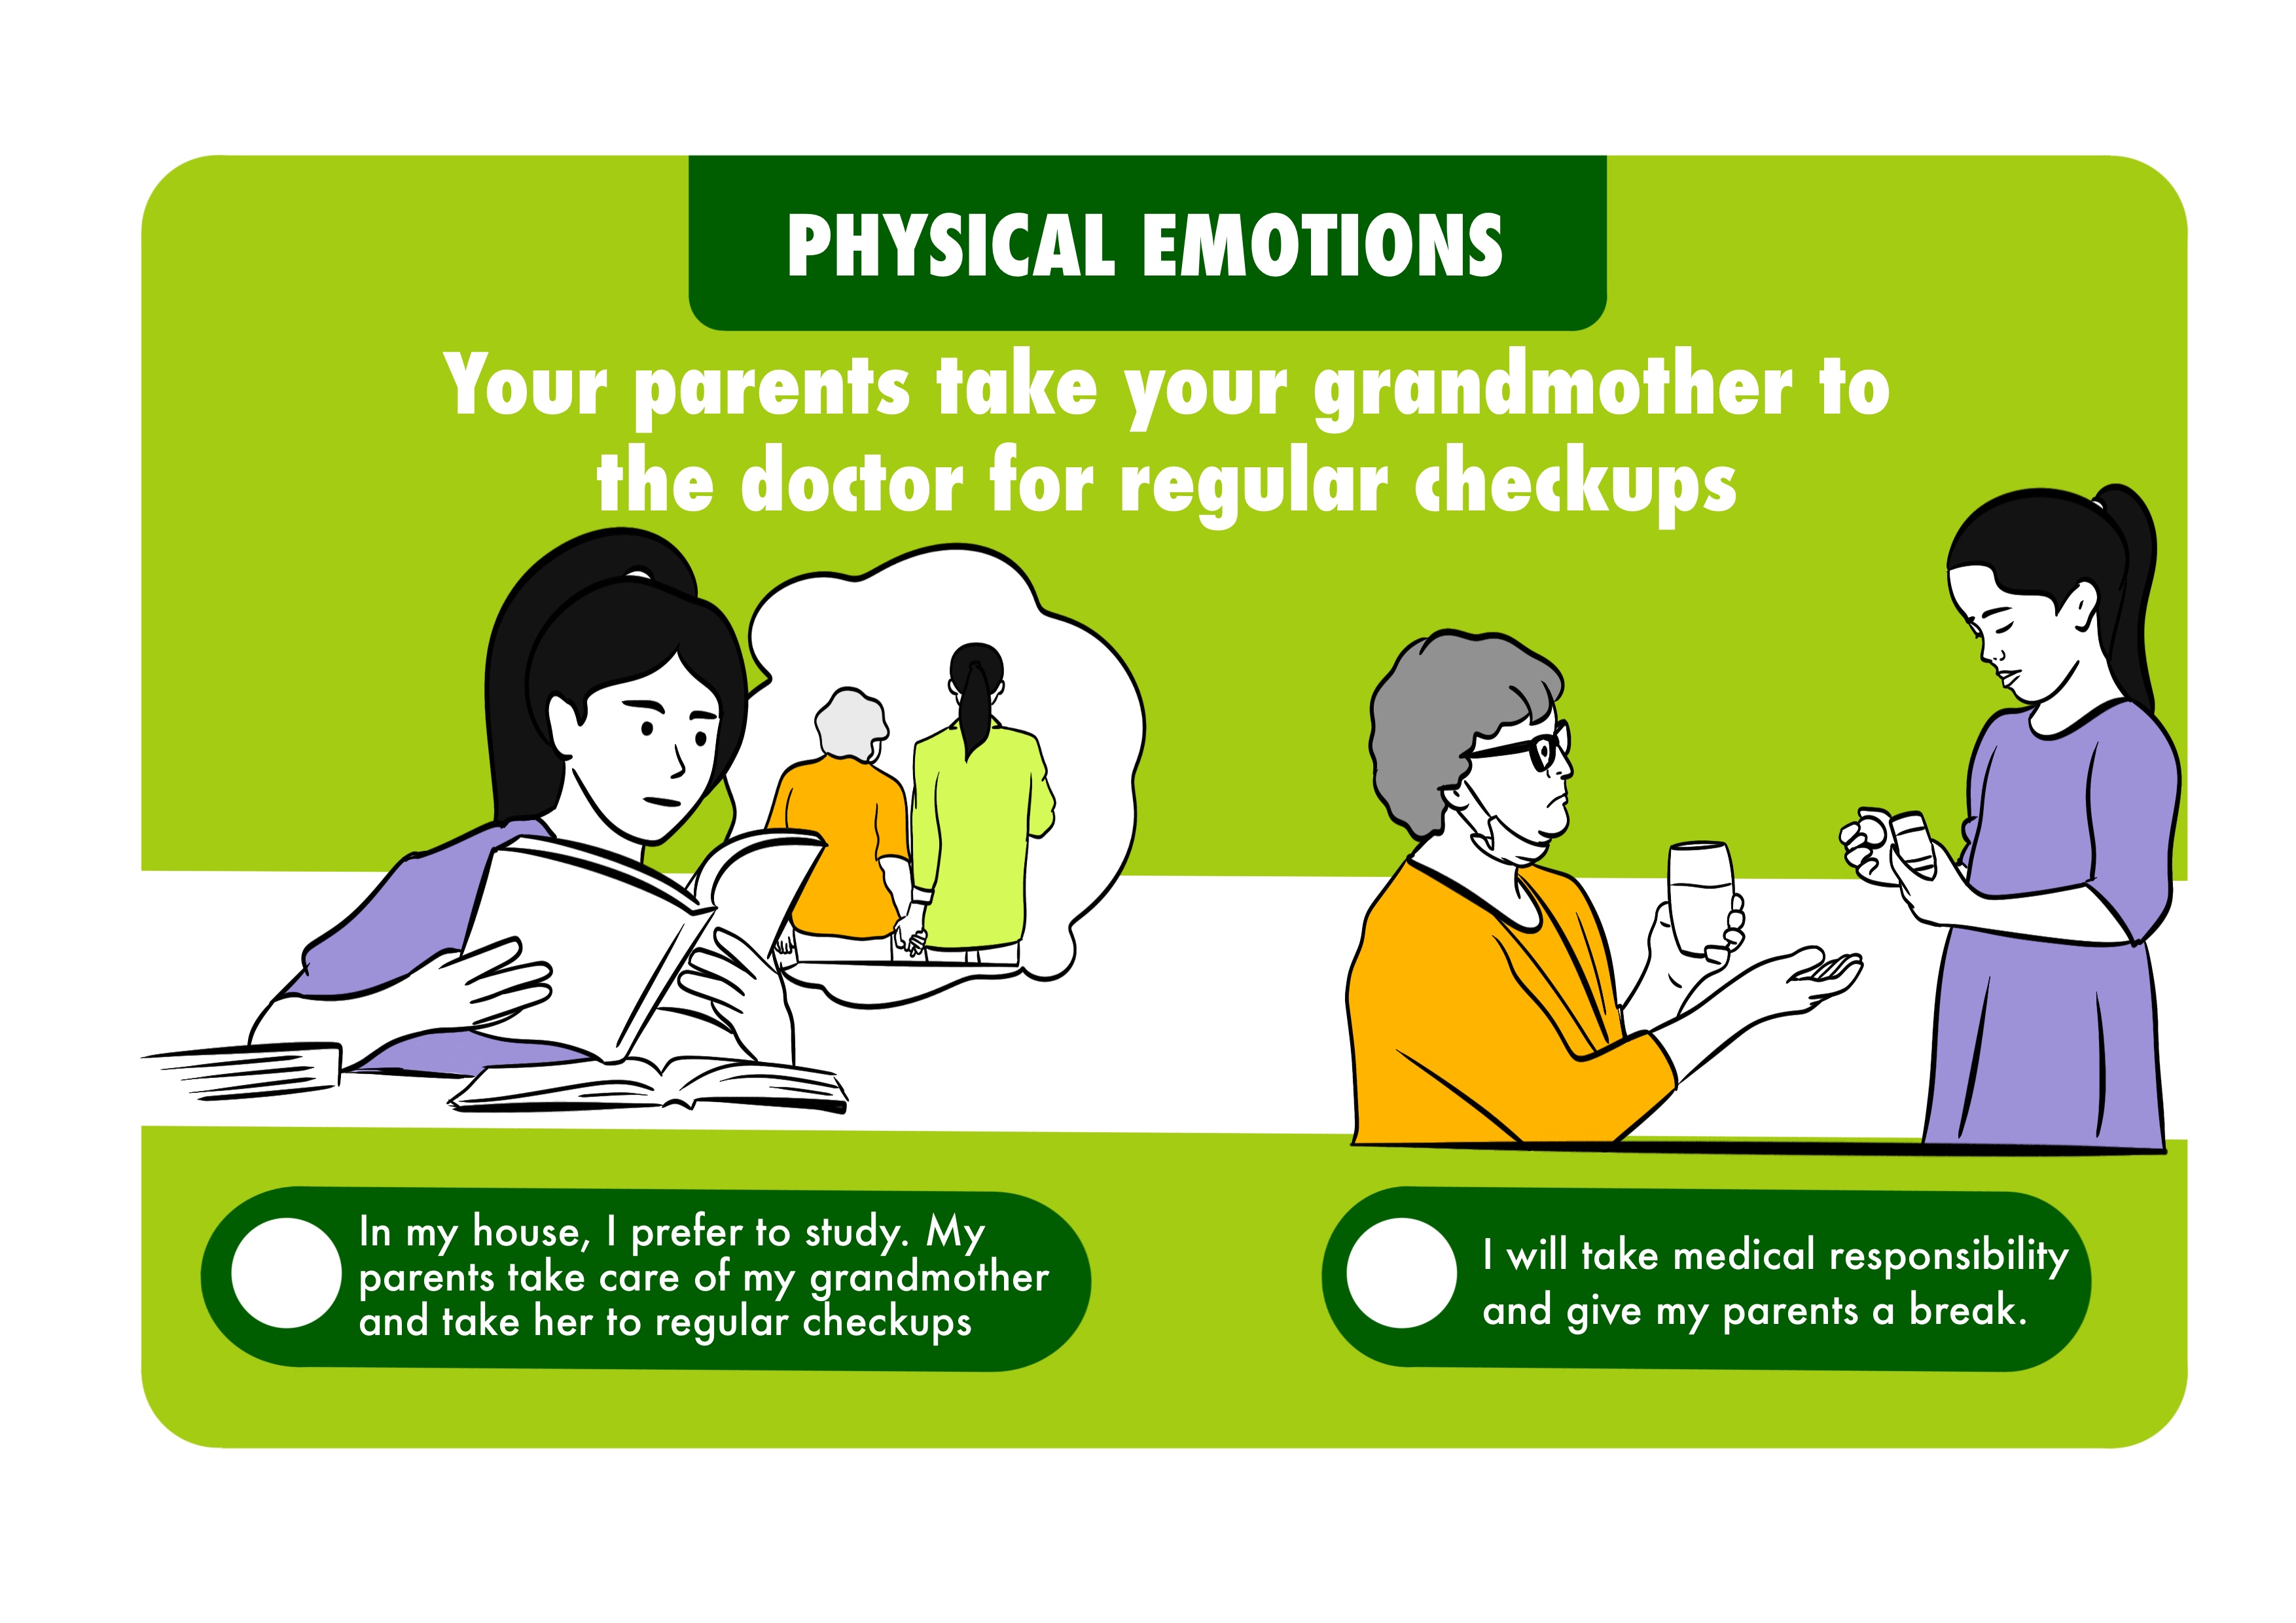 PHYSICAL EMOTIONS
Your parents take your grandmother to
the doctor for regular checkups
In my house, I prefer to study. My
parents take care of my grandmother
and take her to regular checkups
I will take medical responsibility
and give my parents a break.